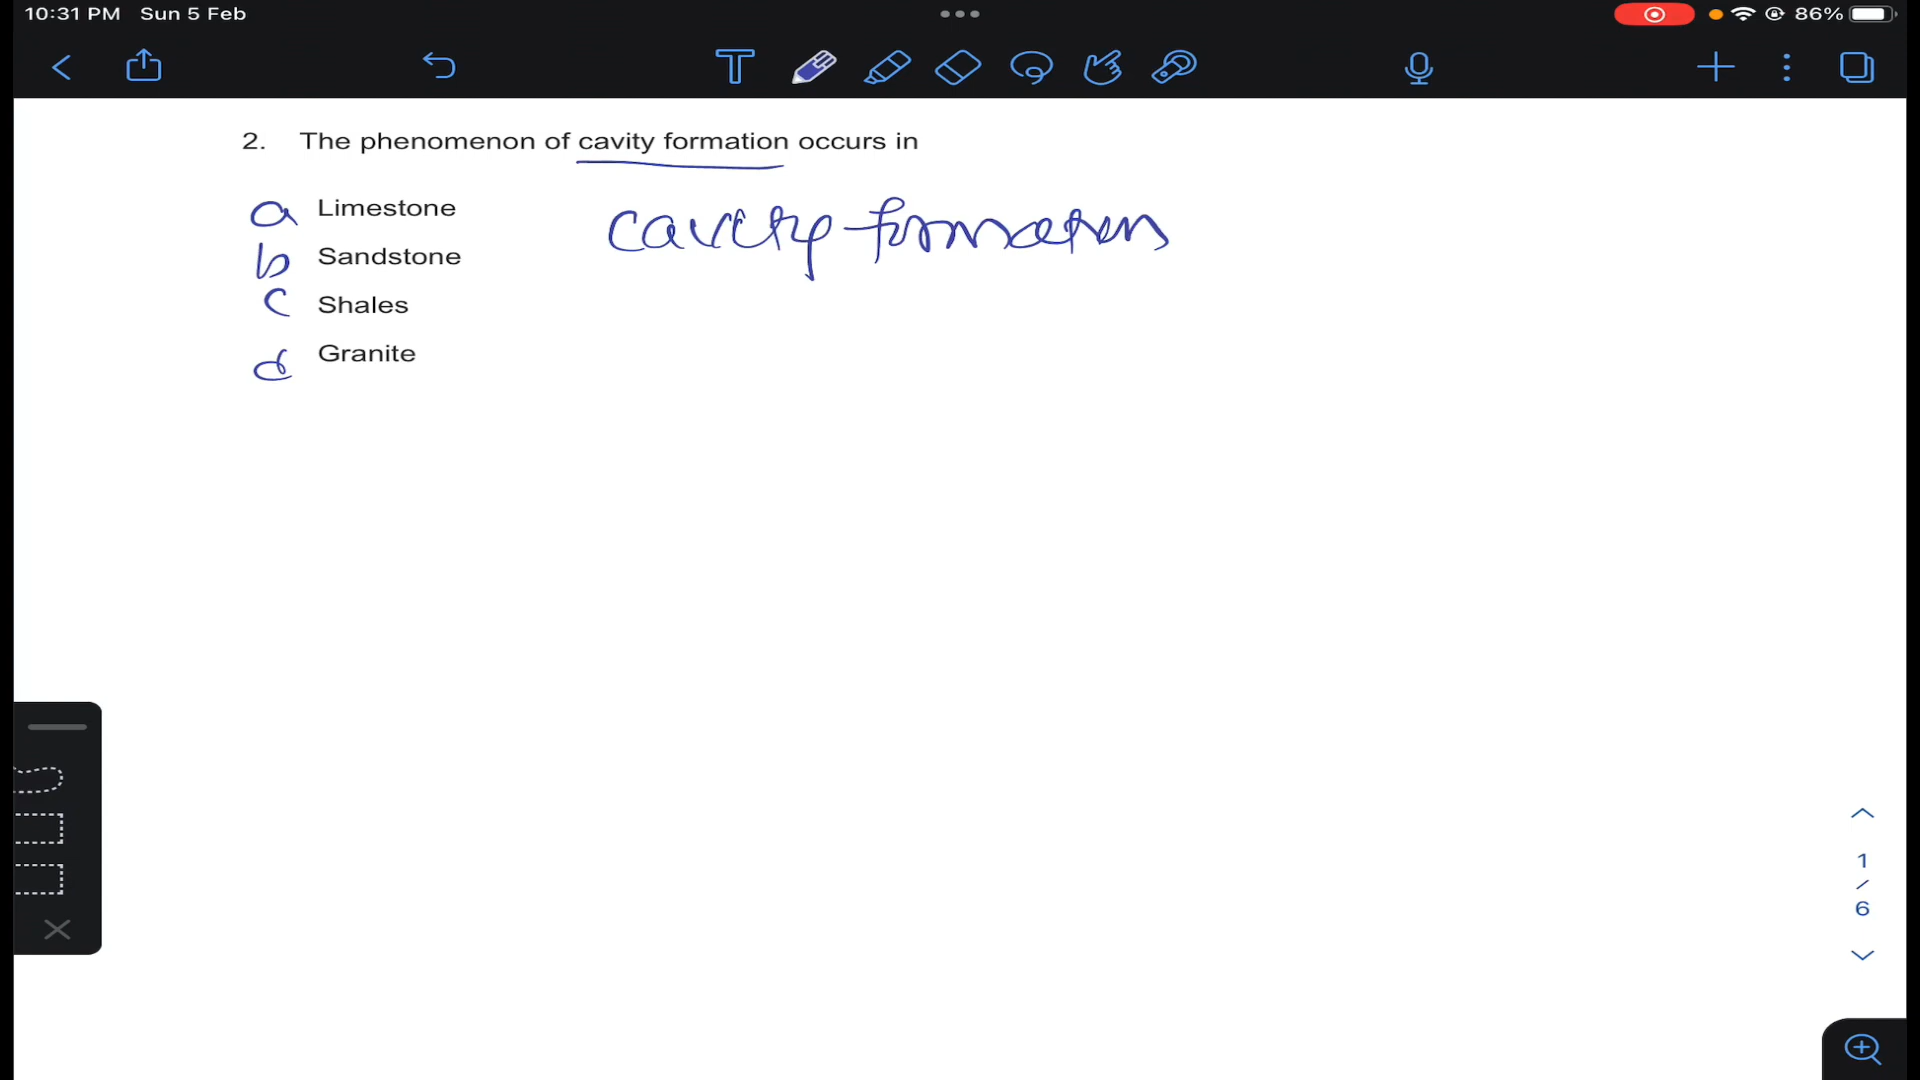 10:31 PM Sun 5 Feb
86%
2. The phenomenon of cavity formation occurs in
a Limestone
b Sandstone
c Shales
d Granite
cavity formation
T
1
/
6